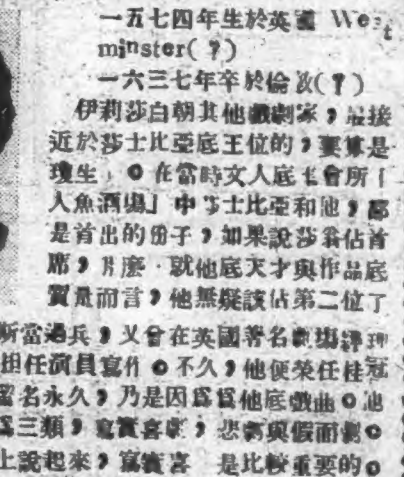 一五七四年生於英國 West
minster(?)
一六三七年卒於倫敦(?)
伊莉莎白朝其他戲劇家,最接
近於莎士比亞底王位的,要算是
瓊生 。在當時文人底 會所「
人魚酒場」中莎士比亞和他,都
是首出的份子,如果說莎翁佔首
席,那麼 就他底天才與作品底
質量而言,他無疑該佔第二位了
所當過兵,又曾在英國著名劇場 理
担任演員寫作。不久,他便荣任桂冠
留名永久,乃是因爲 他底戲曲。他
爲三類,寫實喜劇,悲劇與假面劇。
上說起來,寫實喜 是比較重要的。